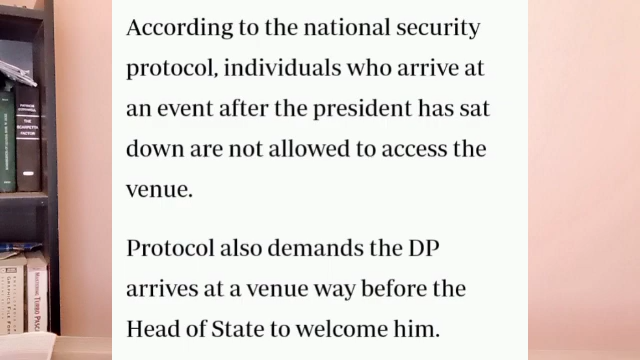 According to the national security
protocol, individuals who arrive at
an event after the president has sat
down are not allowed to access the
venue.
Protocol also demands the DP
arrives at a venue way before the
Head of State to welcome him.
THE
FACTOR